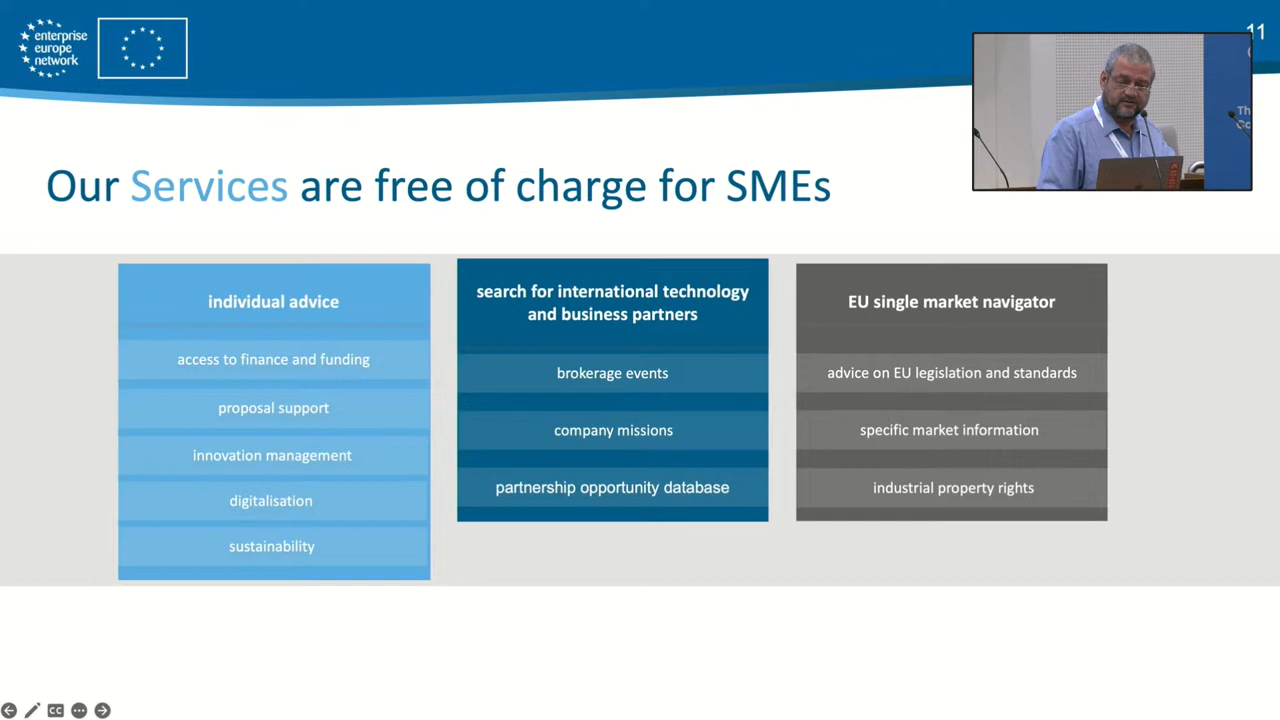 enterprise
europe
network
11
Our Services are free of charge for SMEs
individual advice
access to finance and funding
proposal support
innovation management
digitalisation
sustainability
search for international technology
and business partners
brokerage events
company missions
partnership opportunity database
EU single market navigator
advice on EU legislation and standards
specific market information
industrial property rights
CC